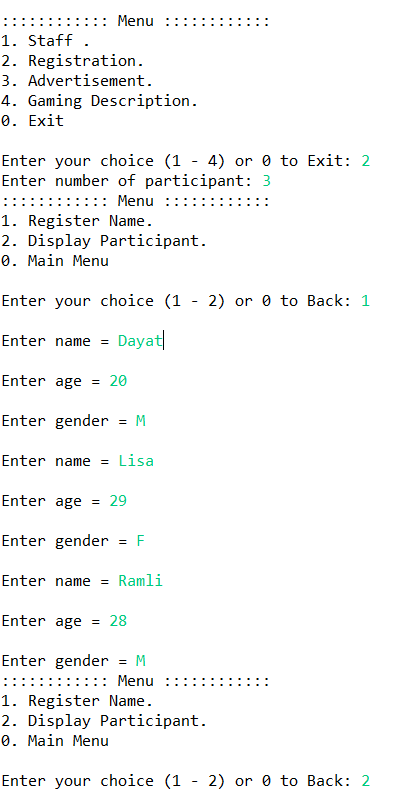 :::::::::::: Menu ::::::::::::
1. Staff .
2. Registration.
3. Advertisement.
4. Gaming Description.
0. Exit
Enter your choice (1 - 4) or 0 to Exit: 2
Enter number of participant: 3
:::::::::::: Menu ::::::::::::
1. Register Name.
2. Display Participant.
0. Main Menu
Enter your choice (1 - 2) or 0 to Back: 1
Enter name = Dayat
Enter age = 20
Enter gender = M
Enter name = Lisa
Enter age = 29
Enter gender = F
Enter name = Ramli
Enter age = 28
Enter gender = M
:::::::::::: Menu ::::::::::::
1. Register Name.
2. Display Participant.
0. Main Menu
Enter your choice (1 - 2) or 0 to Back: 2